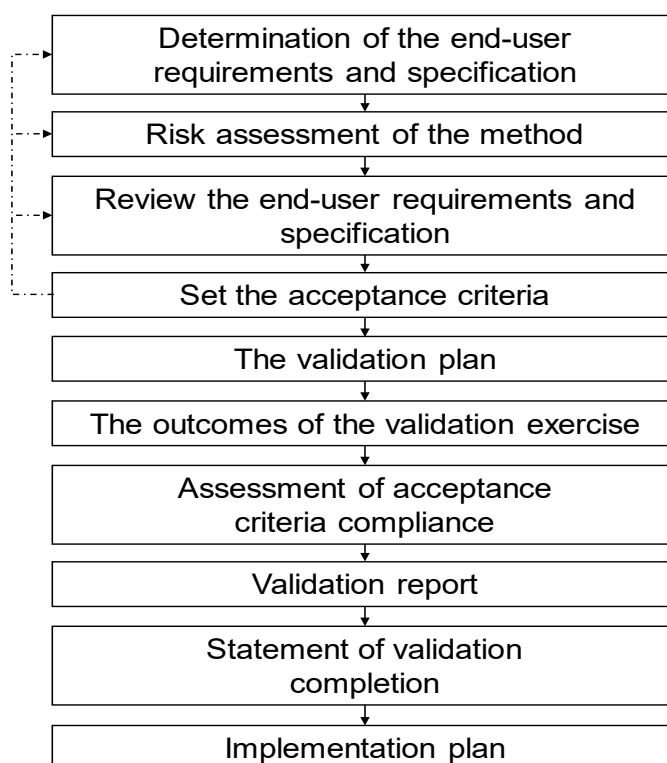 Determination of the end-user
requirements and specification
Risk assessment of the method
Review the end-user requirements and
specification
Set the acceptance criteria
The validation plan
The outcomes of the validation exercise
Assessment of acceptance
criteria compliance
Validation report
Statement of validation
completion
Implementation plan